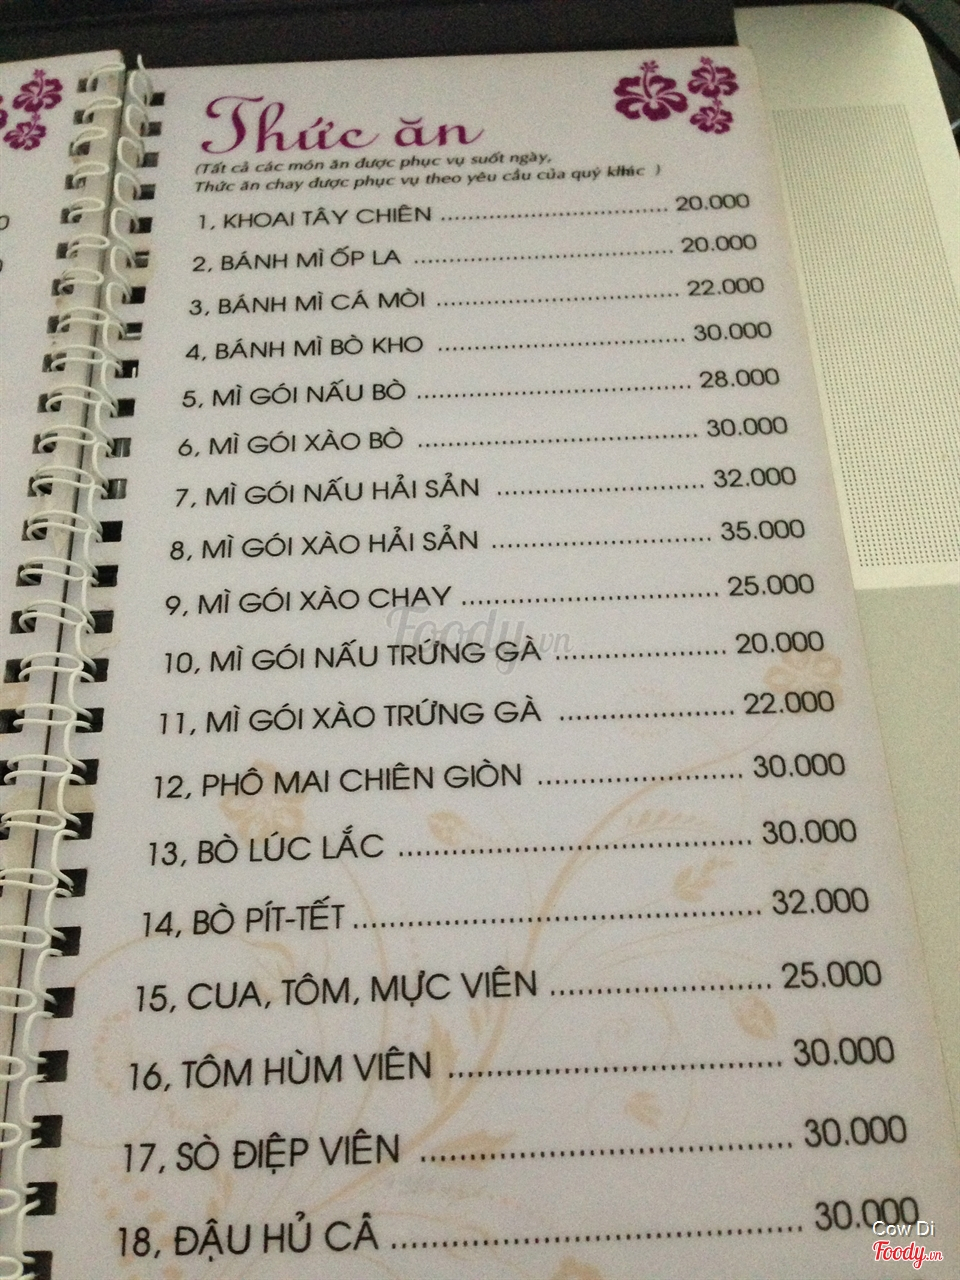 Thức ăn
(Tất cả các món ăn được phục vụ suốt ngày,
Thức ăn chay được phục vụ theo yêu cầu của quý khác )
1, KHOAI TÂY CHIÊN ........ 20.000
2, BÁNH MÌ ỐP LA ........ 20.000
3, BÁNH MÌ CÁ MÒI ........ 22.000
4, BÁNH MÌ BÒ KHO ........ 30.000
5, MÌ GÓI NẤU BÒ ........ 28.000
6, MÌ GÓI XÀO BÒ ........ 30.000
7, MÌ GÓI NẤU HẢI SẢN ........ 32.000
8, MÌ GÓI XÀO HẢI SẢN ........ 35.000
9, MÌ GÓI XÀO CHAY ........ 25.000
10, MÌ GÓI NẤU TRỨNG GÀ ........ 20.000
11, MÌ GÓI XÀO TRỨNG GÀ ........ 22.000
12, PHÔ MAI CHIÊN GIÒN ........ 30.000
13, BÒ LÚC LẮC ........ 30.000
14, BÒ PÍT-TẾT ........ 32.000
15, CUA, TÔM, MỰC VIÊN ........ 25.000
16, TÔM HÙM VIÊN ........ 30.000
17, SÒ ĐIỆP VIÊN ........ 30.000
18, ĐẬU HỦ CÁ ........ 30.000
Foody.vn
Cow Di
Foody.vn